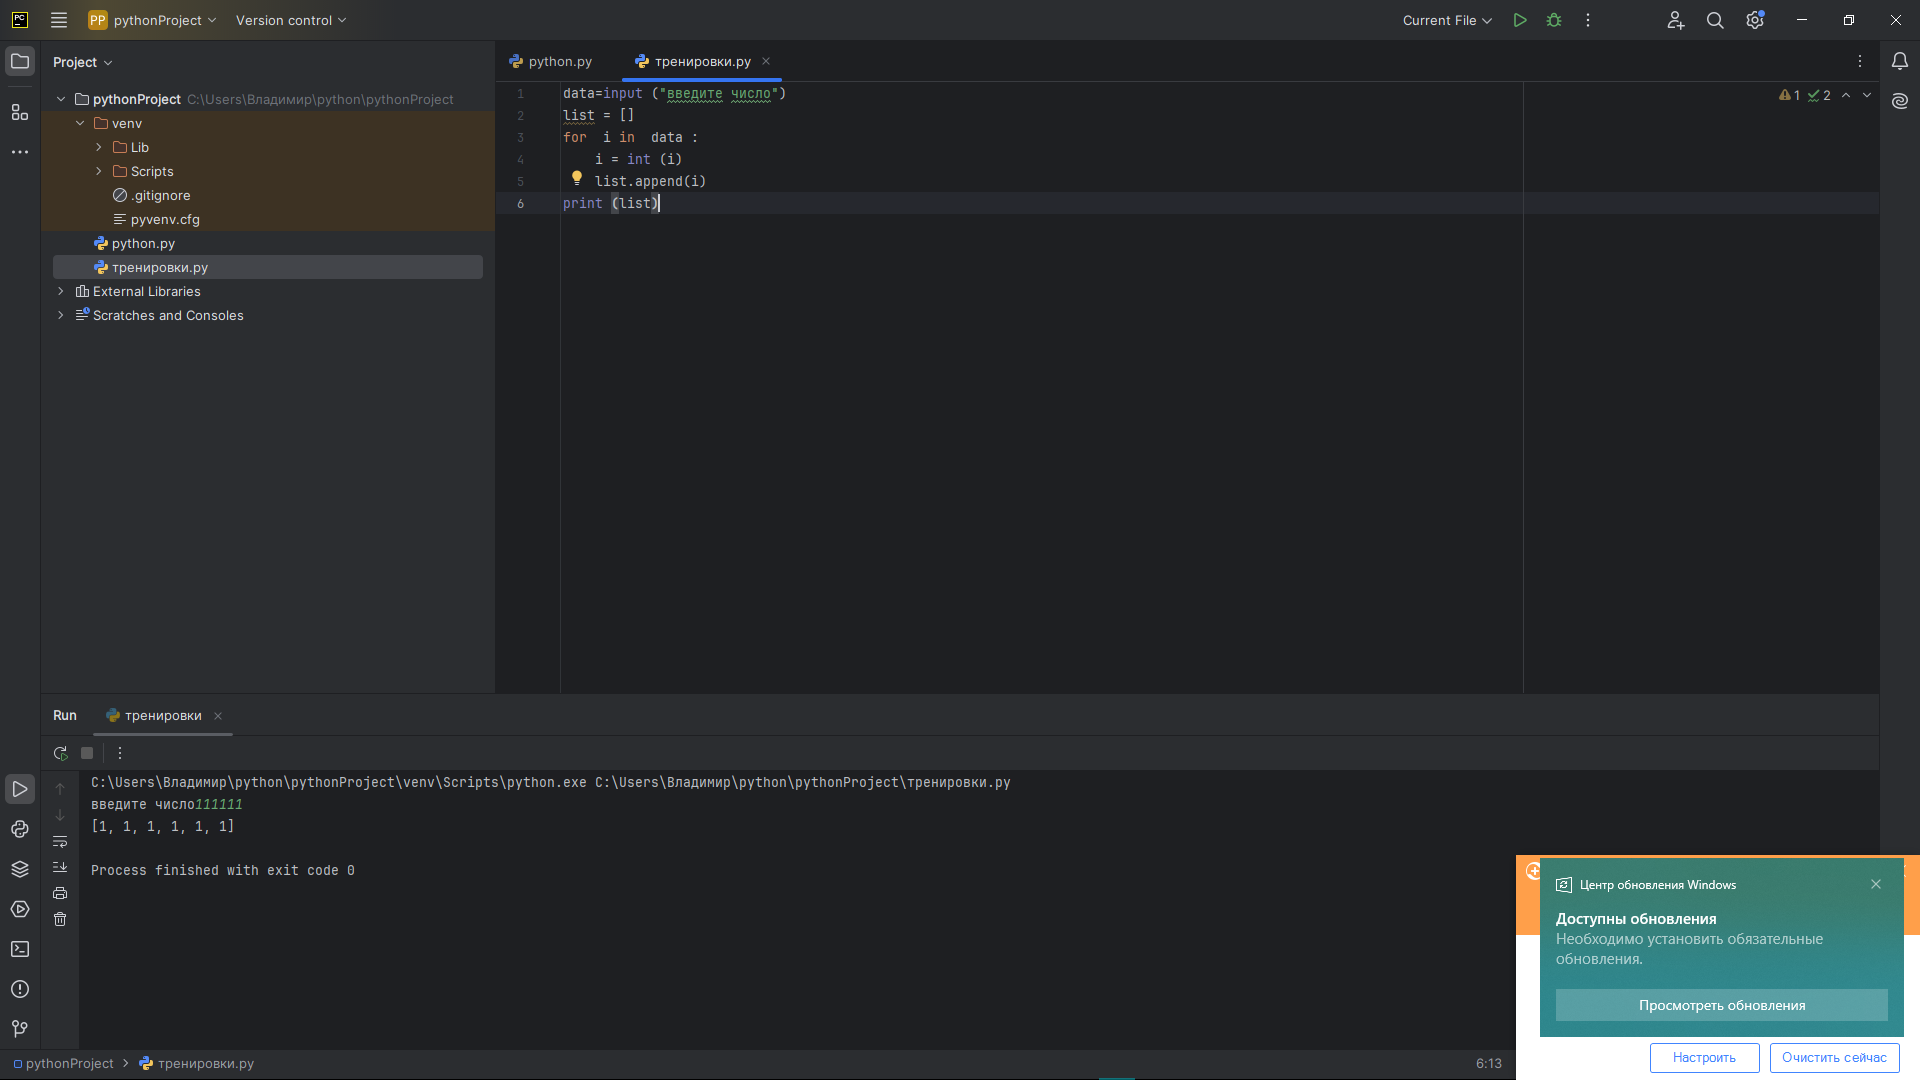 PC
PP pythonProject Version control Current File
Project
python.py тренировки.py
pythonProject C:\Users\Владимир\python\pythonProject
venv
Lib
Scripts
.gitignore
pyvenv.cfg
python.py
тренировки.py
External Libraries
Scratches and Consoles
1 data=input ("введите число")
2 list = []
3 for  i in  data :
4     i = int (i)
5     list.append(i)
6 print (list)
1 2
Run тренировки
C:\Users\Владимир\python\pythonProject\venv\Scripts\python.exe C:\Users\Владимир\python\pythonProject\тренировки.py
введите число111111
[1, 1, 1, 1, 1, 1]
Process finished with exit code 0
Центр обновления Windows
Доступны обновления
Необходимо установить обязательные
обновления.
Просмотреть обновления
Настроить Очистить сейчас
pythonProject тренировки.py 6:13